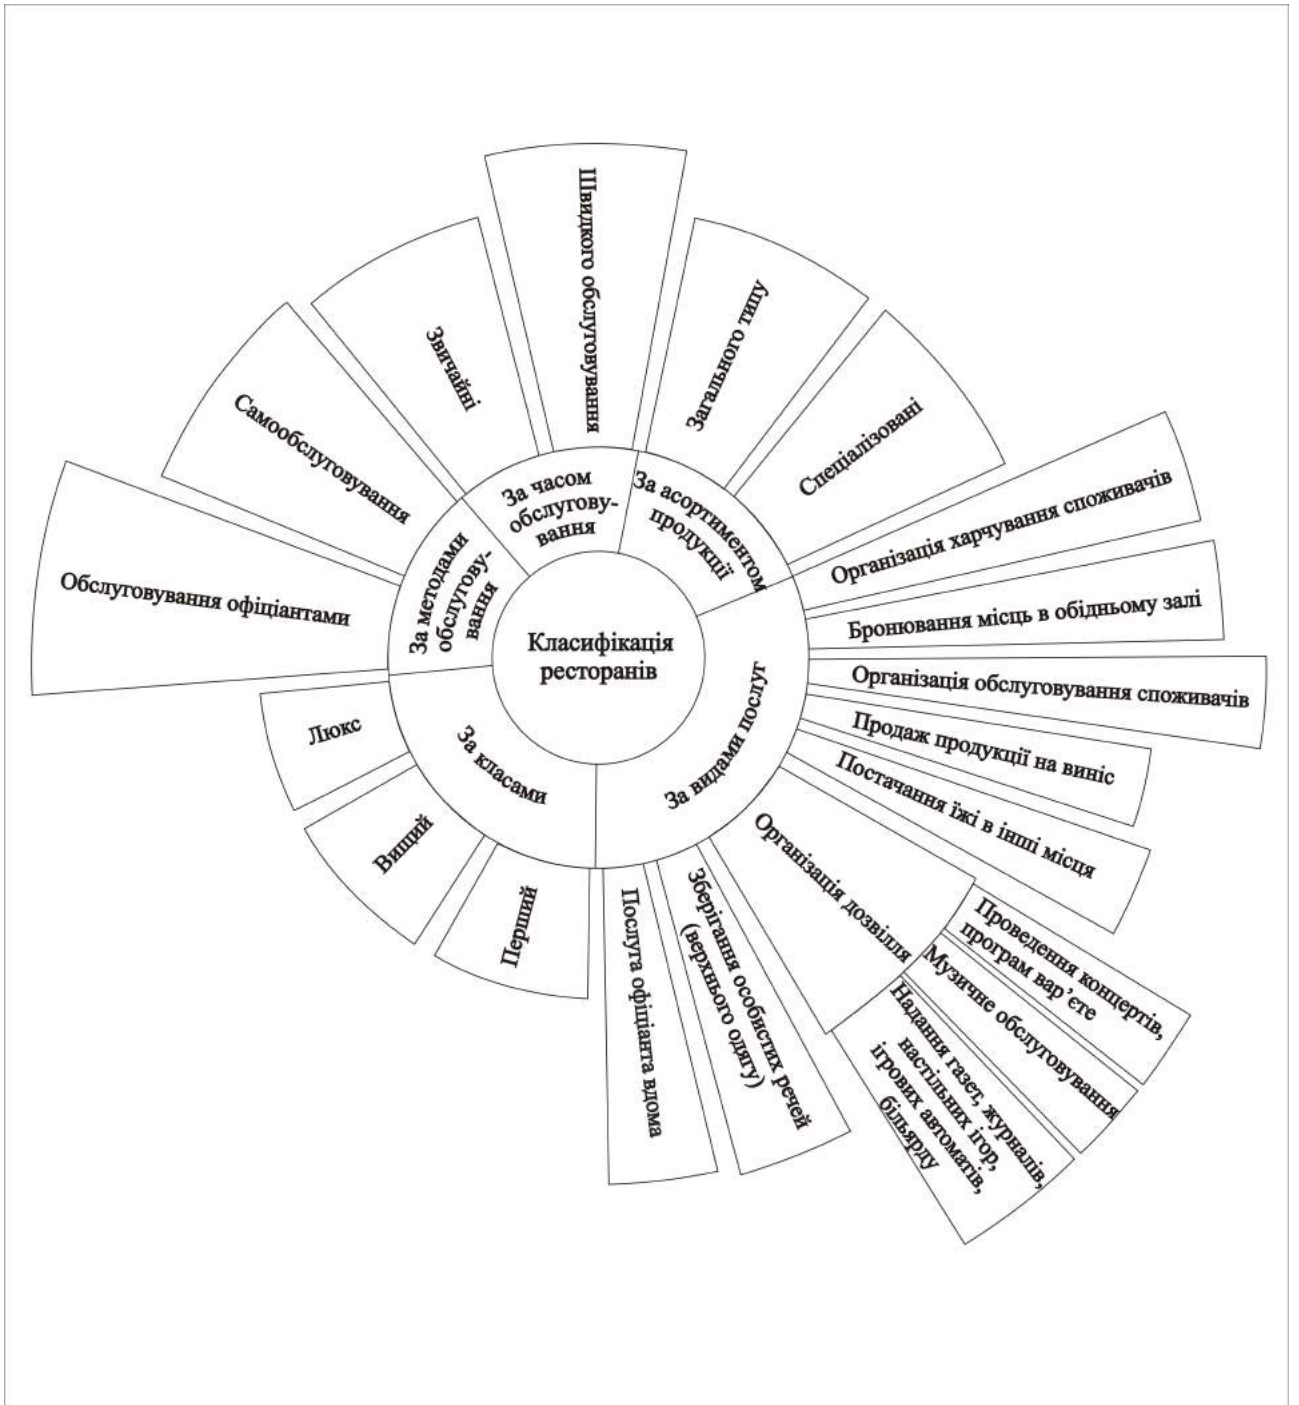 Класифікація
ресторанів
За часом
обслугову-
вання
За асортиментом
продукції
За видами послуг
За класами
За методами
обслугову-
вання
Звичайні
Швидкого обслуговування
Загального типу
Спеціалізовані
Організація харчування споживачів
Бронювання місць в обідньому залі
Організація обслуговування споживачів
Продаж продукції на виніс
Постачання їжі в інші місця
Організація дозвілля
Проведення концертів,
програм вар’єте
Музичне обслуговування
Надання газет, журналів,
настільних ігор,
ігрових автоматів,
більярду
Зберігання особистих речей
(верхнього одягу)
Послуга офіціанта вдома
Перший
Вищий
Люкс
Обслуговування офіціантами
Самообслуговування